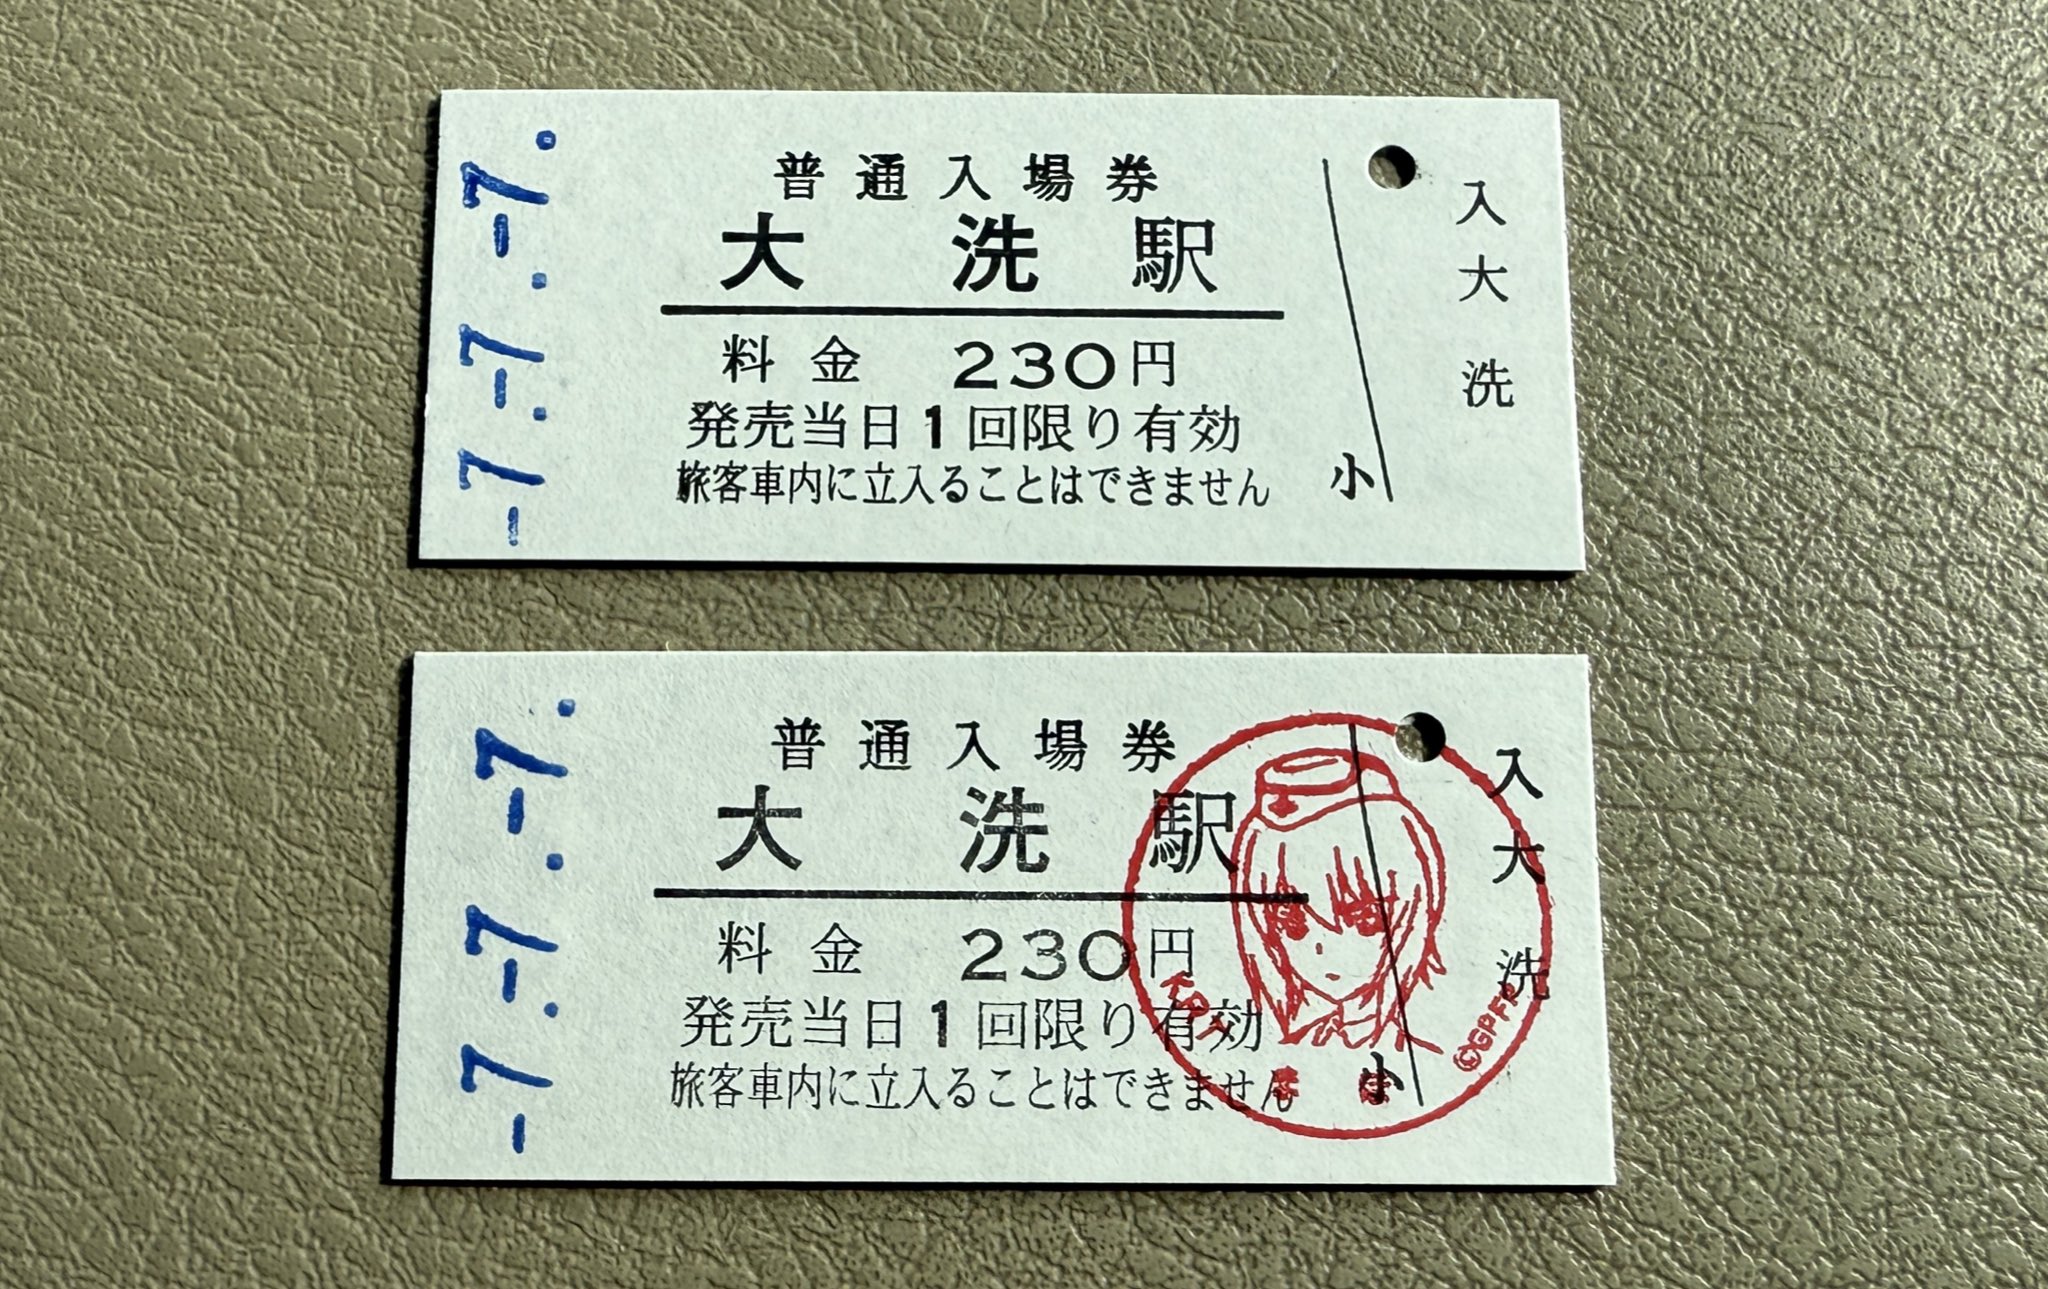 -7.-7.-7.
普通入場券
大洗駅
料金 230円
発売当日1回限り有効
旅客車内に立入ることはできません
小
入大洗
-7.-7.-7.
普通入場券
大洗駅
料金 230円
発売当日1回限り有効
旅客車内に立入ることはできません
小
入大洗
©GPFP